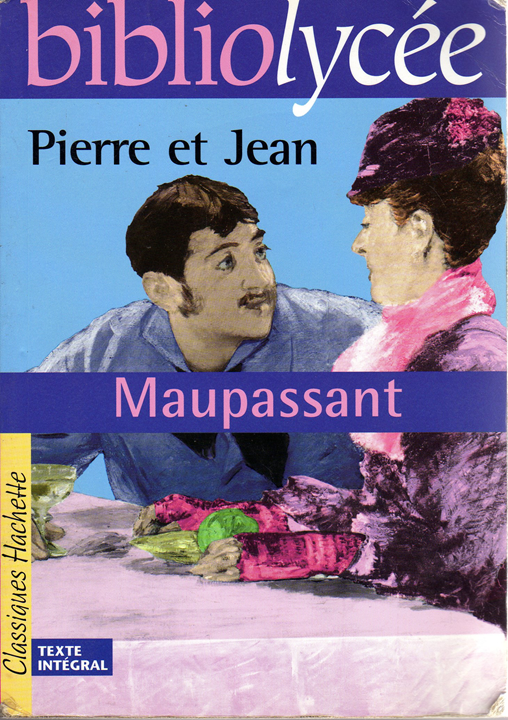 bibliolycée
Pierre et Jean
Maupassant
Classiques Hachette
TEXTE
INTÉGRAL